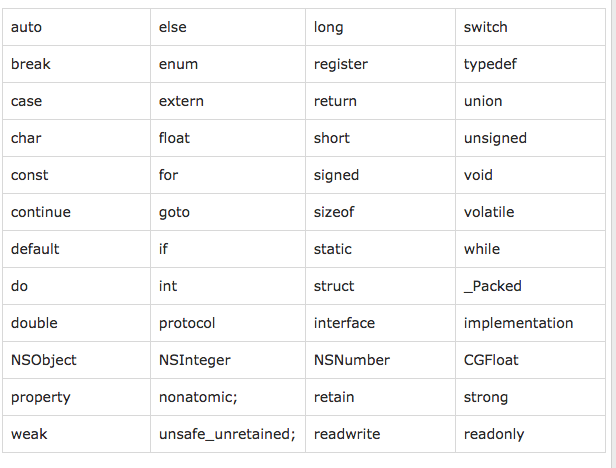 auto else long switch
break enum register typedef
case extern return union
char float short unsigned
const for signed void
continue goto sizeof volatile
default if static while
do int struct _Packed
double protocol interface implementation
NSObject NSInteger NSNumber CGFloat
property nonatomic; retain strong
weak unsafe_unretained; readwrite readonly